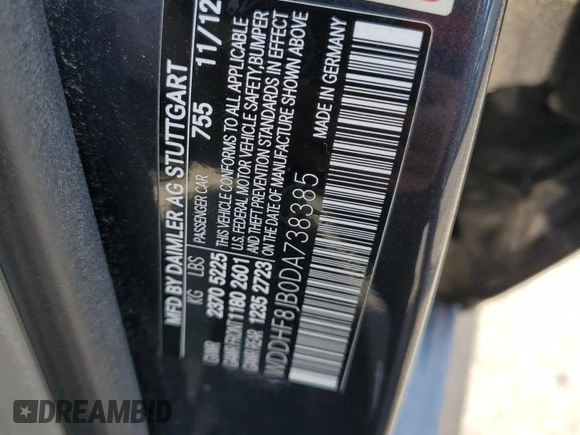 MFD BY DAIMLER AG STUTTGART
755 11/12
PASSENGER CAR
KG LBS
GVWR 2370 5225
GAWR FRONT 1180 2601
GAWR REAR 1235 2723
THIS VEHICLE CONFORMS TO ALL APPLICABLE
U.S. FEDERAL MOTOR VEHICLE SAFETY, BUMPER
AND THEFT PREVENTION STANDARDS IN EFFECT
ON THE DATE OF MANUFACTURE SHOWN ABOVE
WDDHF8JB0DA738385
MADE IN GERMANY
DREAMBID